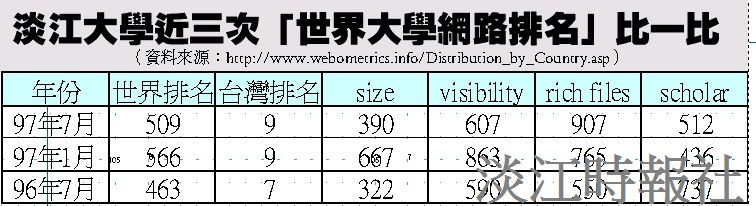 淡江大學近三次「世界大學網路排名」比一比
（資料來源：http://www.webometrics.info/Distribution_by_Country.asp）
年份 世界排名 台灣排名 size visibility rich files scholar
97年7月 509 9 390 607 907 512
97年1月 566 9 667 863 765 436
96年7月 463 7 322 590 550 737
淡江時報社